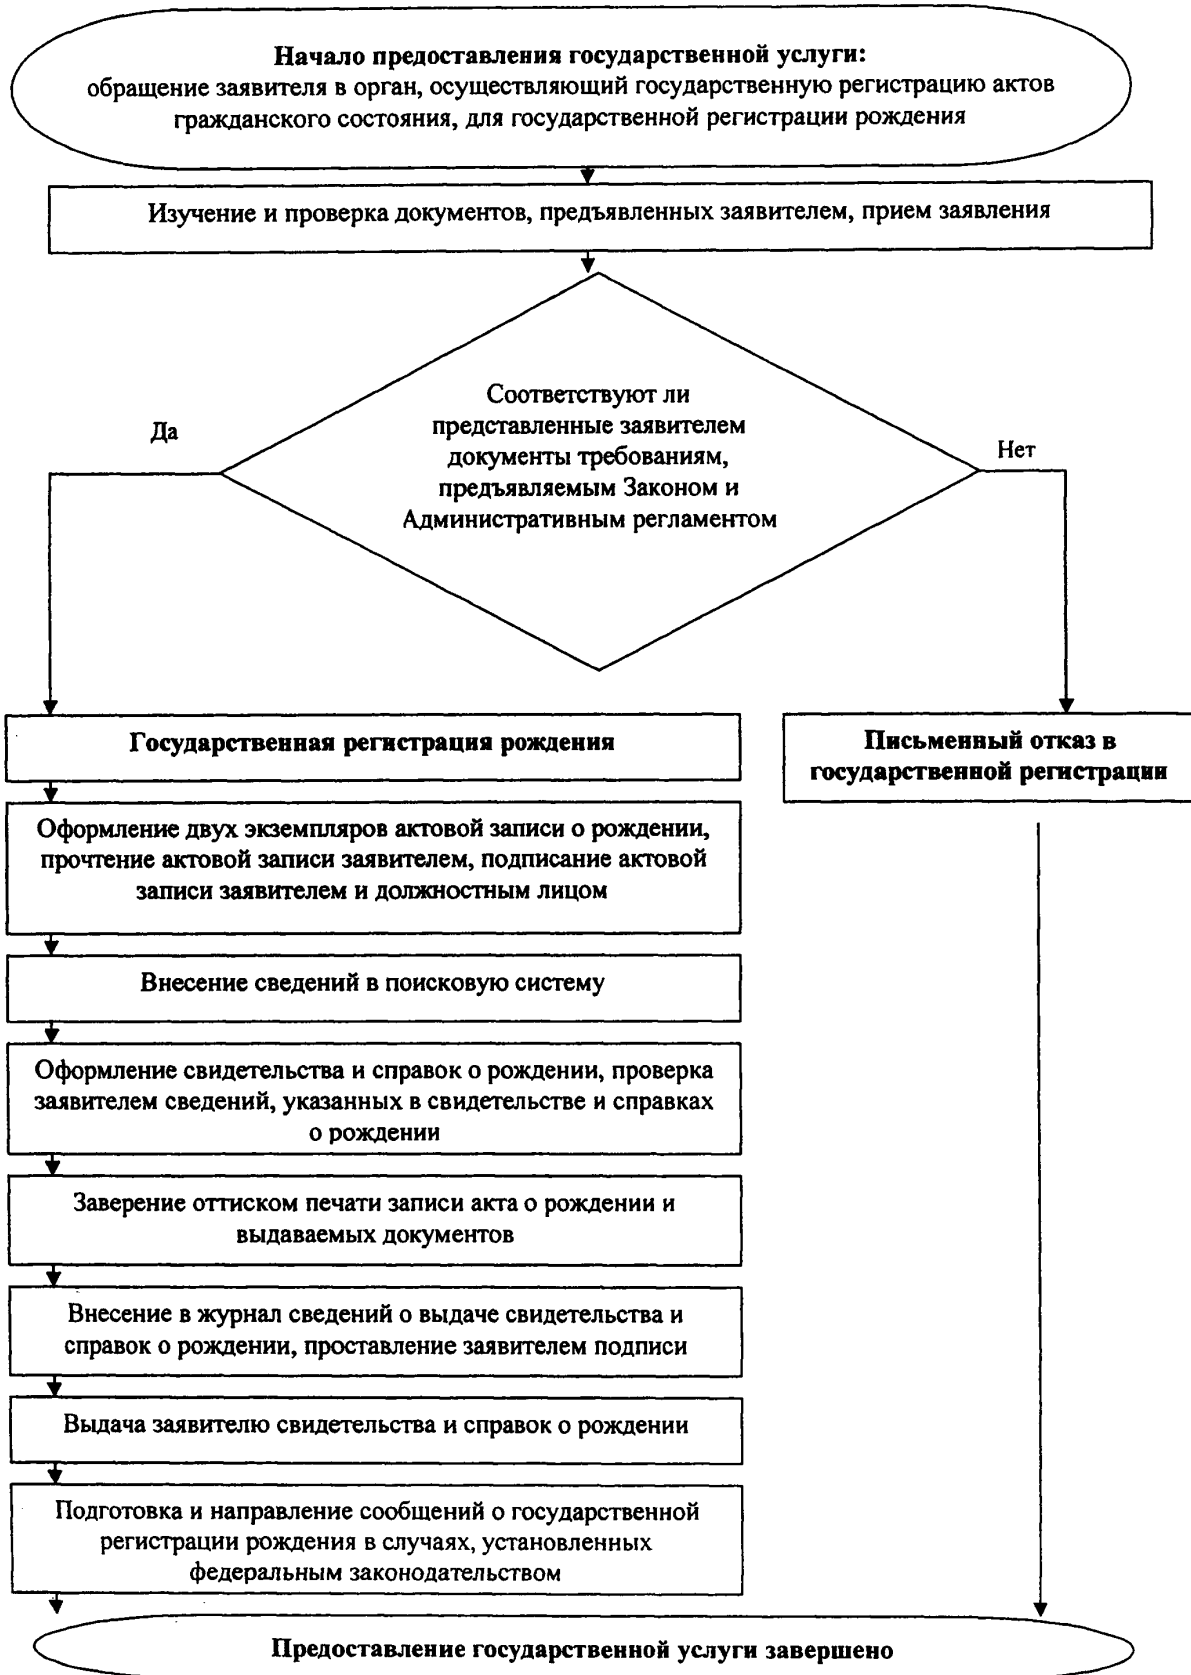 Начало предоставления государственной услуги:
обращение заявителя в орган, осуществляющий государственную регистрацию актов
гражданского состояния, для государственной регистрации рождения
Изучение и проверка документов, предъявленных заявителем, прием заявления
Соответствуют ли
представленные заявителем
документы требованиям,
предъявляемым Законом и
Административным регламентом
Да
Нет
Государственная регистрация рождения
Письменный отказ в
государственной регистрации
Оформление двух экземпляров актовой записи о рождении,
прочтение актовой записи заявителем, подписание актовой
записи заявителем и должностным лицом
Внесение сведений в поисковую систему
Оформление свидетельства и справок о рождении, проверка
заявителем сведений, указанных в свидетельстве и справках
о рождении
Заверение оттиском печати записи акта о рождении и
выдаваемых документов
Внесение в журнал сведений о выдаче свидетельства и
справок о рождении, проставление заявителем подписи
Выдача заявителю свидетельства и справок о рождении
Подготовка и направление сообщений о государственной
регистрации рождения в случаях, установленных
федеральным законодательством
Предоставление государственной услуги завершено